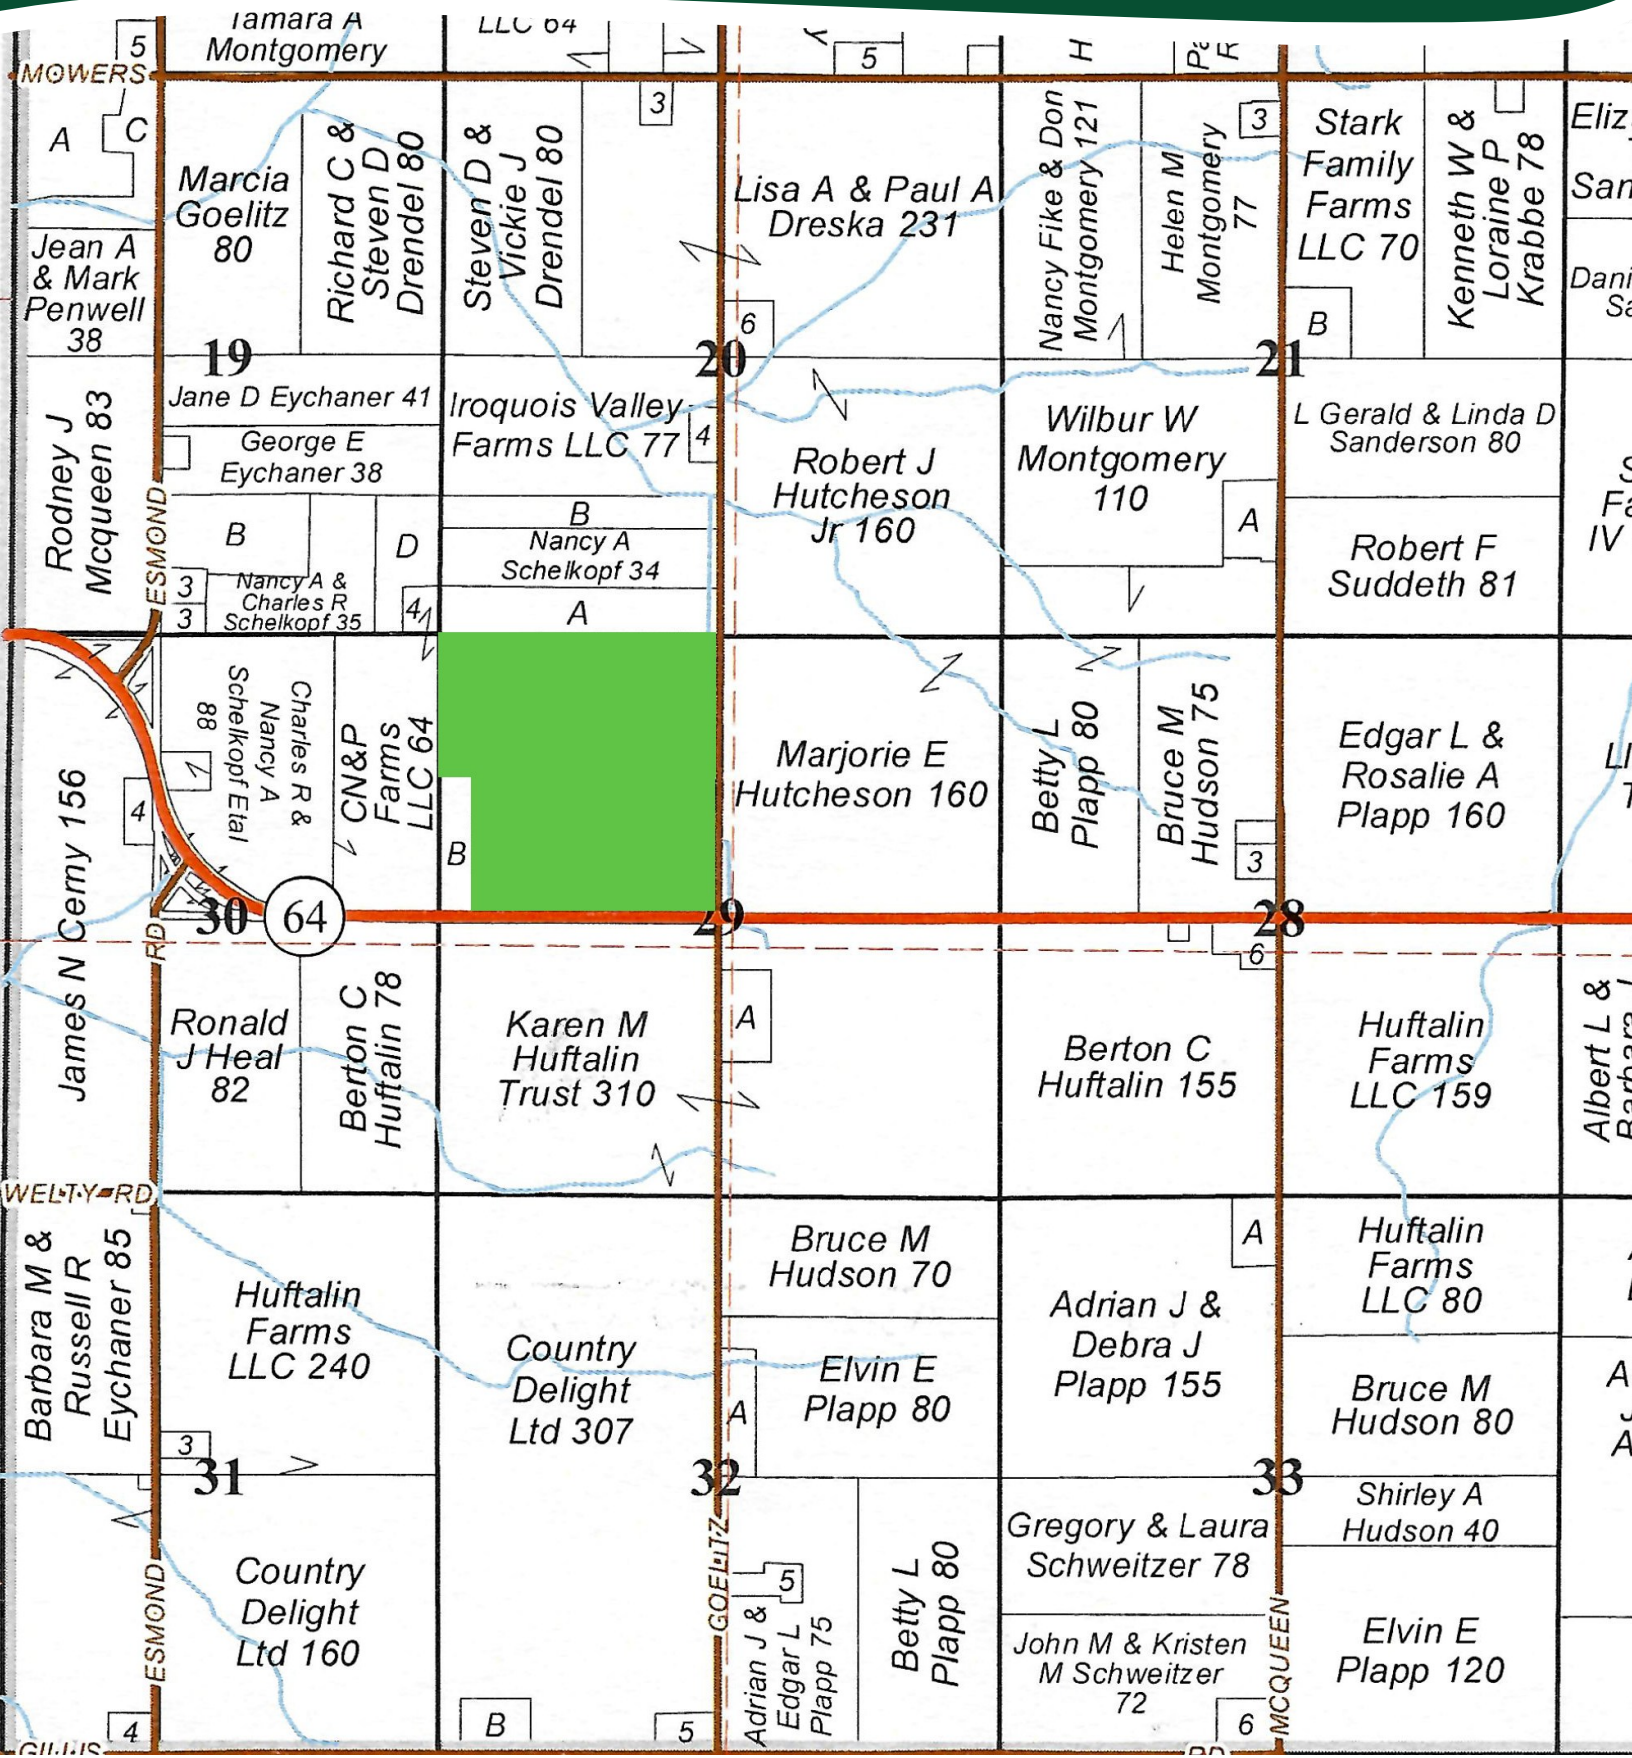 Tamara A
Montgomery
LLC 64
5
5
H
R
MOWERS
A
C
Marcia
Goelitz
80
Richard C &
Steven D
Drendel 80
Steven D &
Vickie J
Drendel 80
3
Lisa A & Paul A
Dreska 231
6
Nancy Fike & Don
Montgomery 121
Helen M
Montgomery
77
3
Stark
Family
Farms
LLC 70
B
Kenneth W &
Loraine P
Krabbe 78
Jean A
& Mark
Penwell
38
19
20
21
Rodney J
Mcqueen 83
ESMOND
Jane D Eychaner 41
George E
Eychaner 38
B
D
3
3
Nancy A &
Charles R
Schelkopf 35
4
Iroquois Valley
Farms LLC 77
4
B
Nancy A
Schelkopf 34
A
Robert J
Hutcheson
Jr 160
Wilbur W
Montgomery
110
A
L Gerald & Linda D
Sanderson 80
Robert F
Suddeth 81
IV
James N Cerny 156
4
Charles R &
Nancy A
Schelkopf Etal
88
CN&P
Farms
LLC 64
B
Marjorie E
Hutcheson 160
Betty L
Plapp 80
Bruce M
Hudson 75
3
Edgar L &
Rosalie A
Plapp 160
30
64
29
28
RD
6
Ronald
J Heal
82
Berton C
Huftalin 78
Karen M
Huftalin
Trust 310
A
Berton C
Huftalin 155
Huftalin
Farms
LLC 159
Albert L &
WELTY RD
Barbara M &
Russell R
Eychaner 85
Huftalin
Farms
LLC 240
3
Country
Delight
Ltd 307
Bruce M
Hudson 70
Elvin E
Plapp 80
A
Adrian J &
Debra J
Plapp 155
A
Huftalin
Farms
LLC 80
Bruce M
Hudson 80
31
32
33
ESMOND
Country
Delight
Ltd 160
4
B
5
GOELITZ
Adrian J &
Edgar L
Plapp 75
5
Betty L
Plapp 80
Gregory & Laura
Schweitzer 78
John M & Kristen
M Schweitzer
72
6
MCQUEEN
Shirley A
Hudson 40
Elvin E
Plapp 120
GILLIS
RD